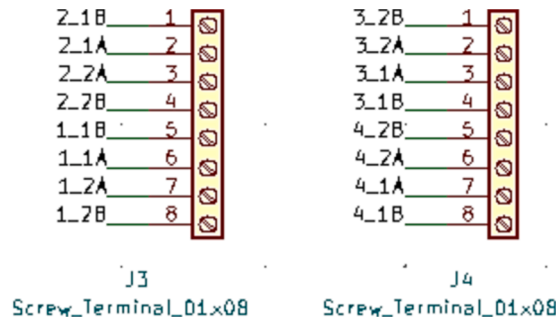 2_1B 1
2_1A 2
2_2A 3
2_2B 4
1_1B 5
1_1A 6
1_2A 7
1_2B 8
J3
Screw_Terminal_01x08
3_2B 1
3_2A 2
3_1A 3
3_1B 4
4_2B 5
4_2A 6
4_1A 7
4_1B 8
J4
Screw_Terminal_01x08